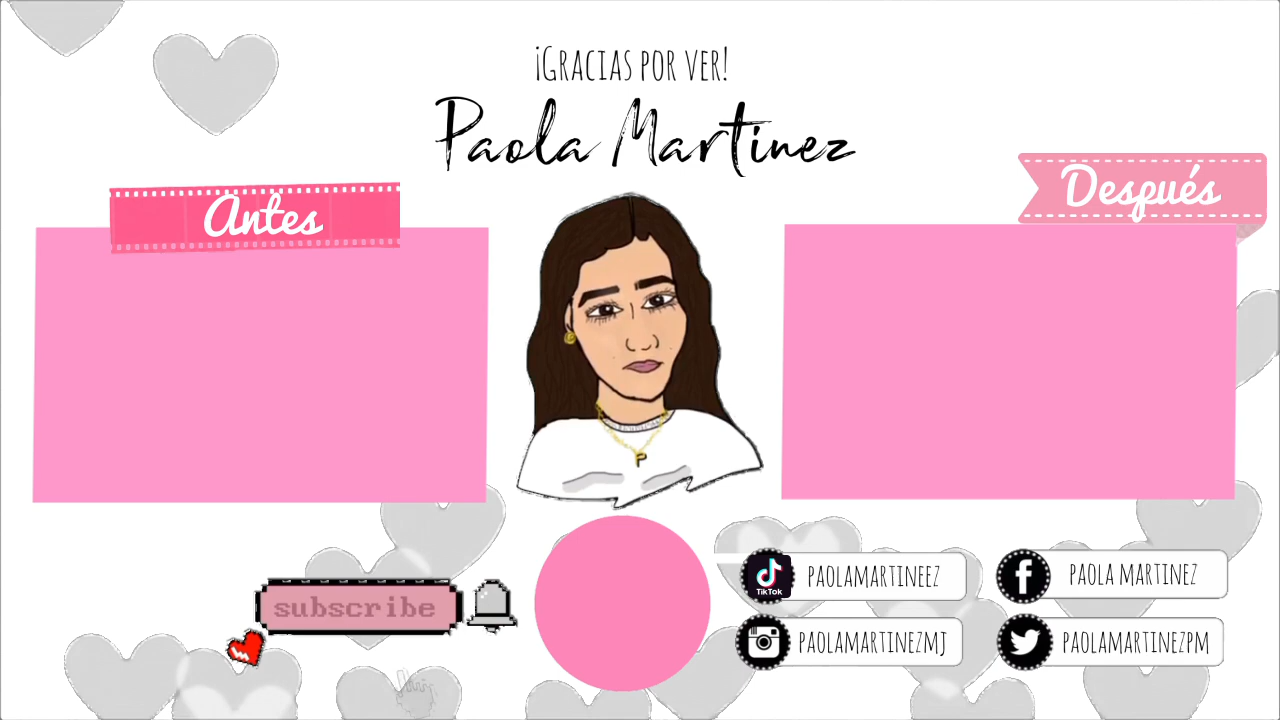 ¡GRACIAS POR VER!
Paola Martinez
Antes
Después
subscribe
TikTok
PAOLAMARTINEEZ
PAOLA MARTINEZ
PAOLAMARTINEZMJ
PAOLAMARTINEZPM
P